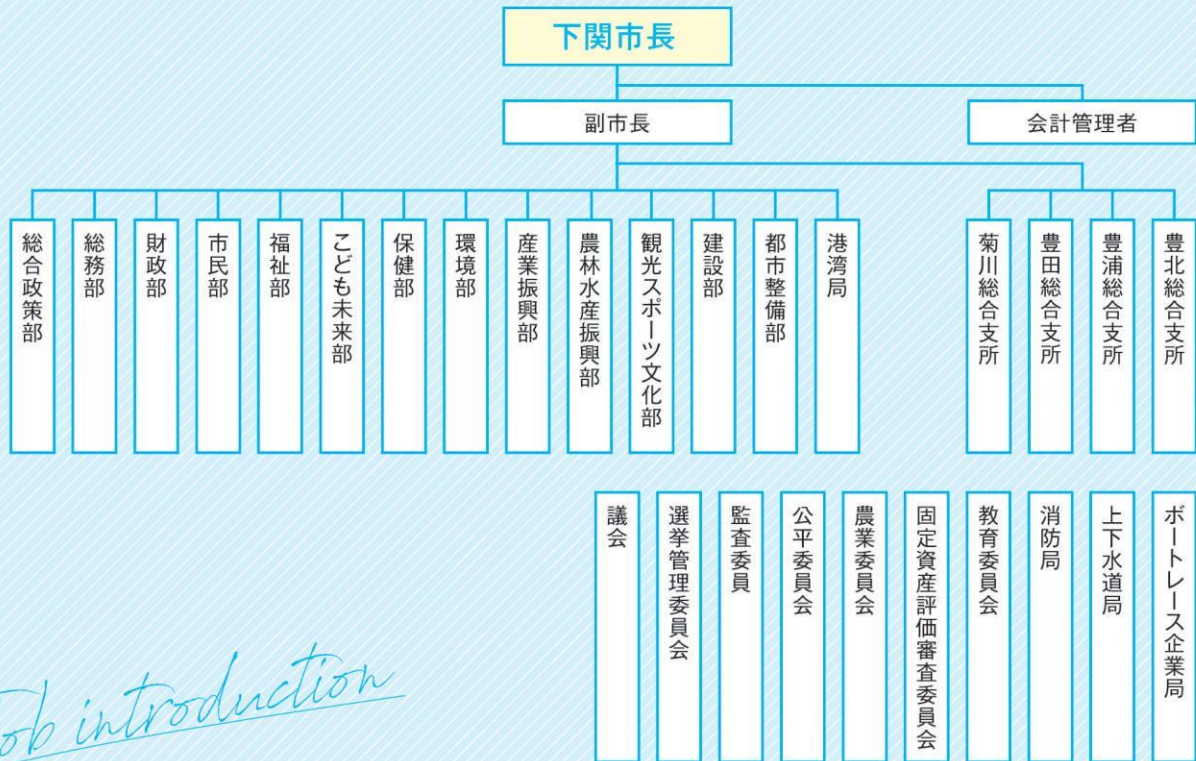 下関市長
副市長
会計管理者
総合政策部
総務部
財政部
市民部
福祉部
こども未来部
保健部
環境部
産業振興部
農林水産振興部
観光スポーツ文化部
建設部
都市整備部
港湾局
菊川総合支所
豊田総合支所
豊浦総合支所
豊北総合支所
議会
選挙管理委員会
監査委員
公平委員会
農業委員会
固定資産評価審査委員会
教育委員会
消防局
上下水道局
ボートレース企業局
Job introduction